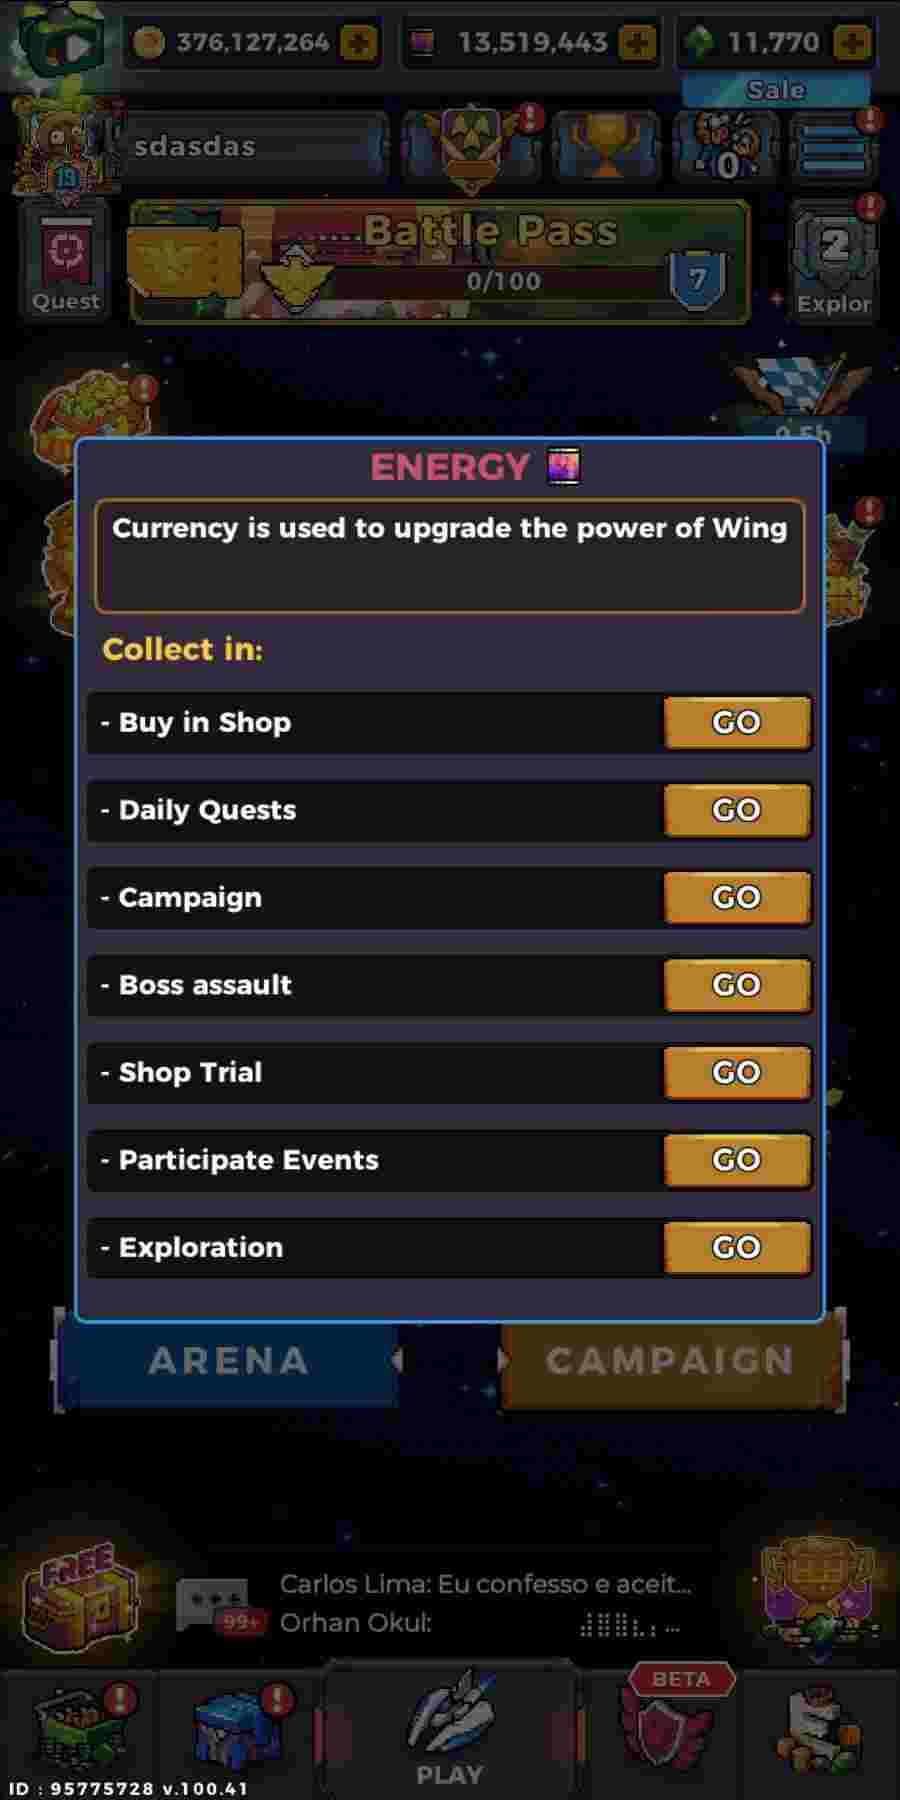 376,127,264
13,519,443
11,770
Sale
sdasdas
0
19
Quest
Battle Pass
0/100
7
2
Explor
9.5h
ENERGY
Currency is used to upgrade the power of Wing
Collect in:
- Buy in Shop GO
- Daily Quests GO
- Campaign GO
- Boss assault GO
- Shop Trial GO
- Participate Events GO
- Exploration GO
ARENA
CAMPAIGN
FREE
99+
Carlos Lima: Eu confesso e aceit...
Orhan Okul:
BETA
PLAY
ID : 95775728 v.100.41